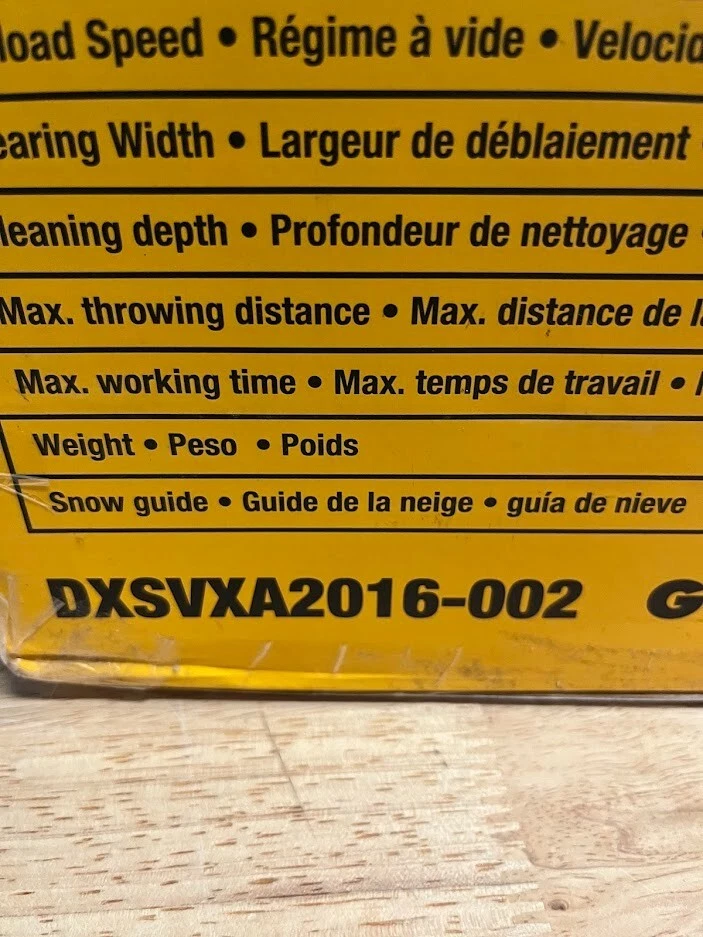 load Speed • Régime à vide • Velocid
earing Width • Largeur de déblaiement •
leaning depth • Profondeur de nettoyage •
Max. throwing distance • Max. distance de l
Max. working time • Max. temps de travail •
Weight • Peso • Poids
Snow guide • Guide de la neige • guía de nieve
DXSVXA2016-002 G